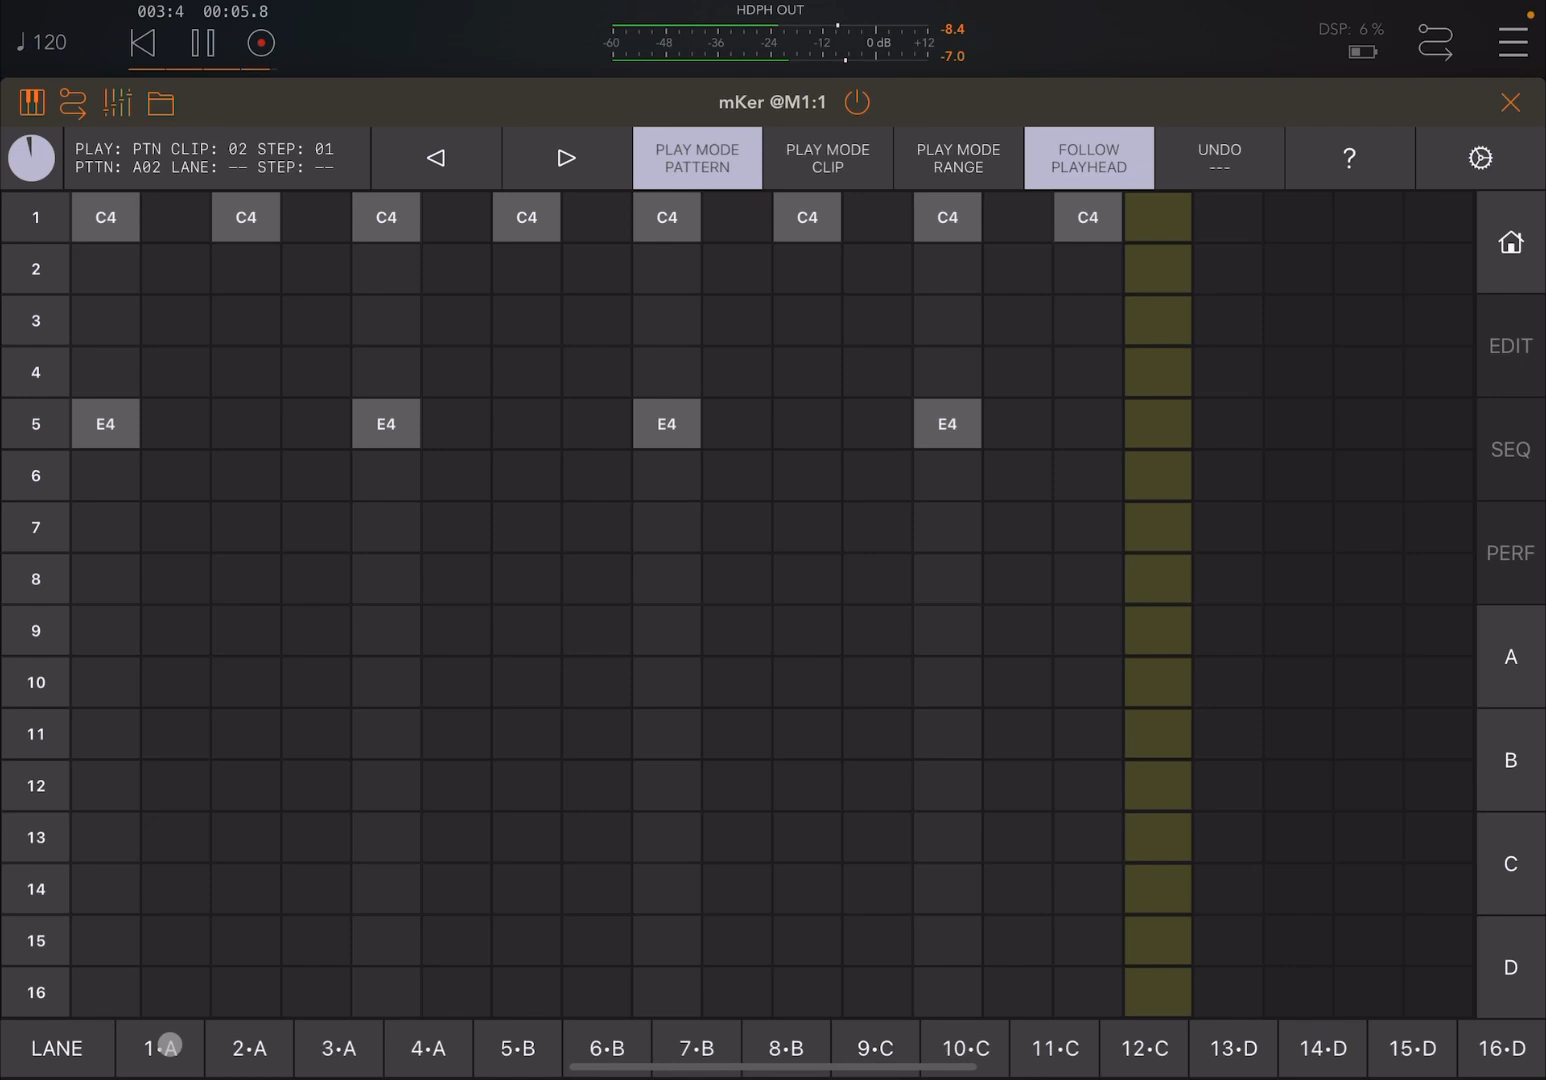 003:4 00:05.8
HDPH OUT
♩ 120
-60 -48 -36 -24 -12 0 dB +12
-8.4
-7.0
DSP: 6 %
mKer @M1:1
PLAY: PTN CLIP: 02 STEP: 01
PTTN: A02 LANE: -- STEP: --
PLAY MODE
PATTERN
PLAY MODE
CLIP
PLAY MODE
RANGE
FOLLOW
PLAYHEAD
UNDO
---
?
1 C4 C4 C4 C4 C4 C4 C4 C4
2
3
4
5 E4 E4 E4 E4
6
7
8
9
10
11
12
13
14
15
16
EDIT
SEQ
PERF
A
B
C
D
LANE 1•A 2•A 3•A 4•A 5•B 6•B 7•B 8•B 9•C 10•C 11•C 12•C 13•D 14•D 15•D 16•D